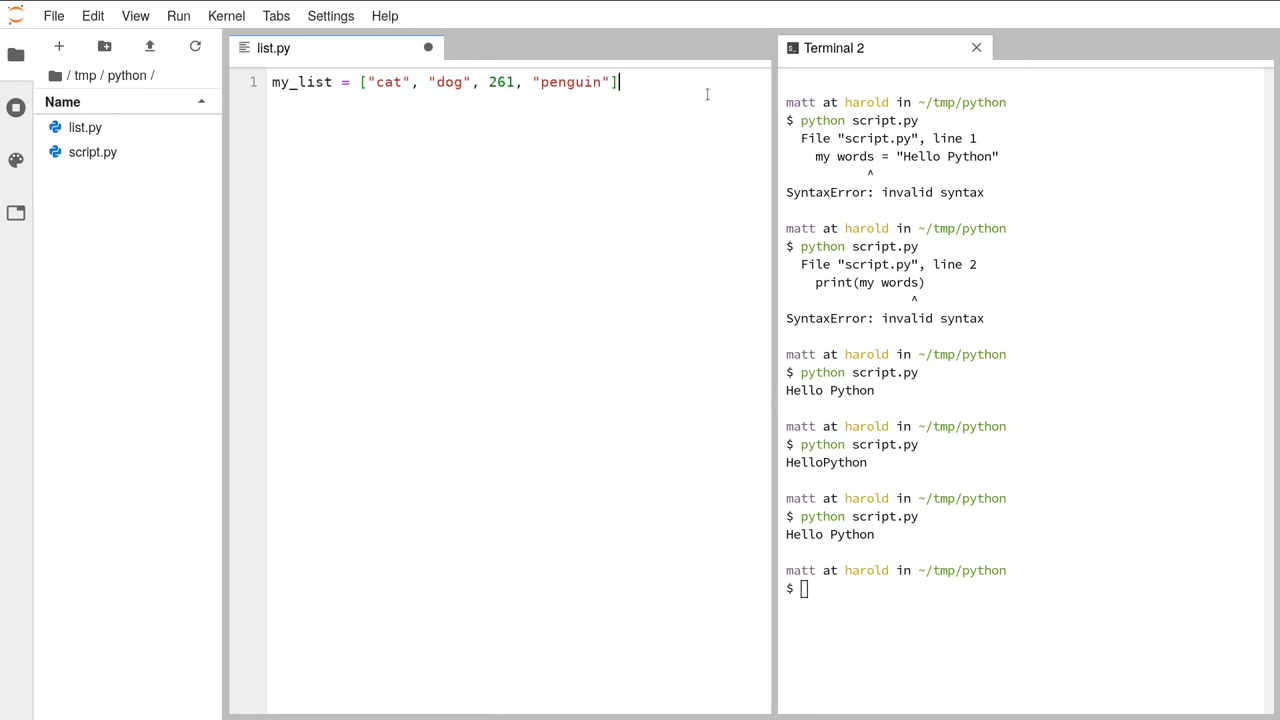 File Edit View Run Kernel Tabs Settings Help
/ tmp / python /
Name
list.py
script.py
list.py
1 my_list = ["cat", "dog", 261, "penguin"]
Terminal 2
matt at harold in ~/tmp/python
$ python script.py
File "script.py", line 1
my words = "Hello Python"
^
SyntaxError: invalid syntax
matt at harold in ~/tmp/python
$ python script.py
File "script.py", line 2
print(my words)
^
SyntaxError: invalid syntax
matt at harold in ~/tmp/python
$ python script.py
Hello Python
matt at harold in ~/tmp/python
$ python script.py
HelloPython
matt at harold in ~/tmp/python
$ python script.py
Hello Python
matt at harold in ~/tmp/python
$